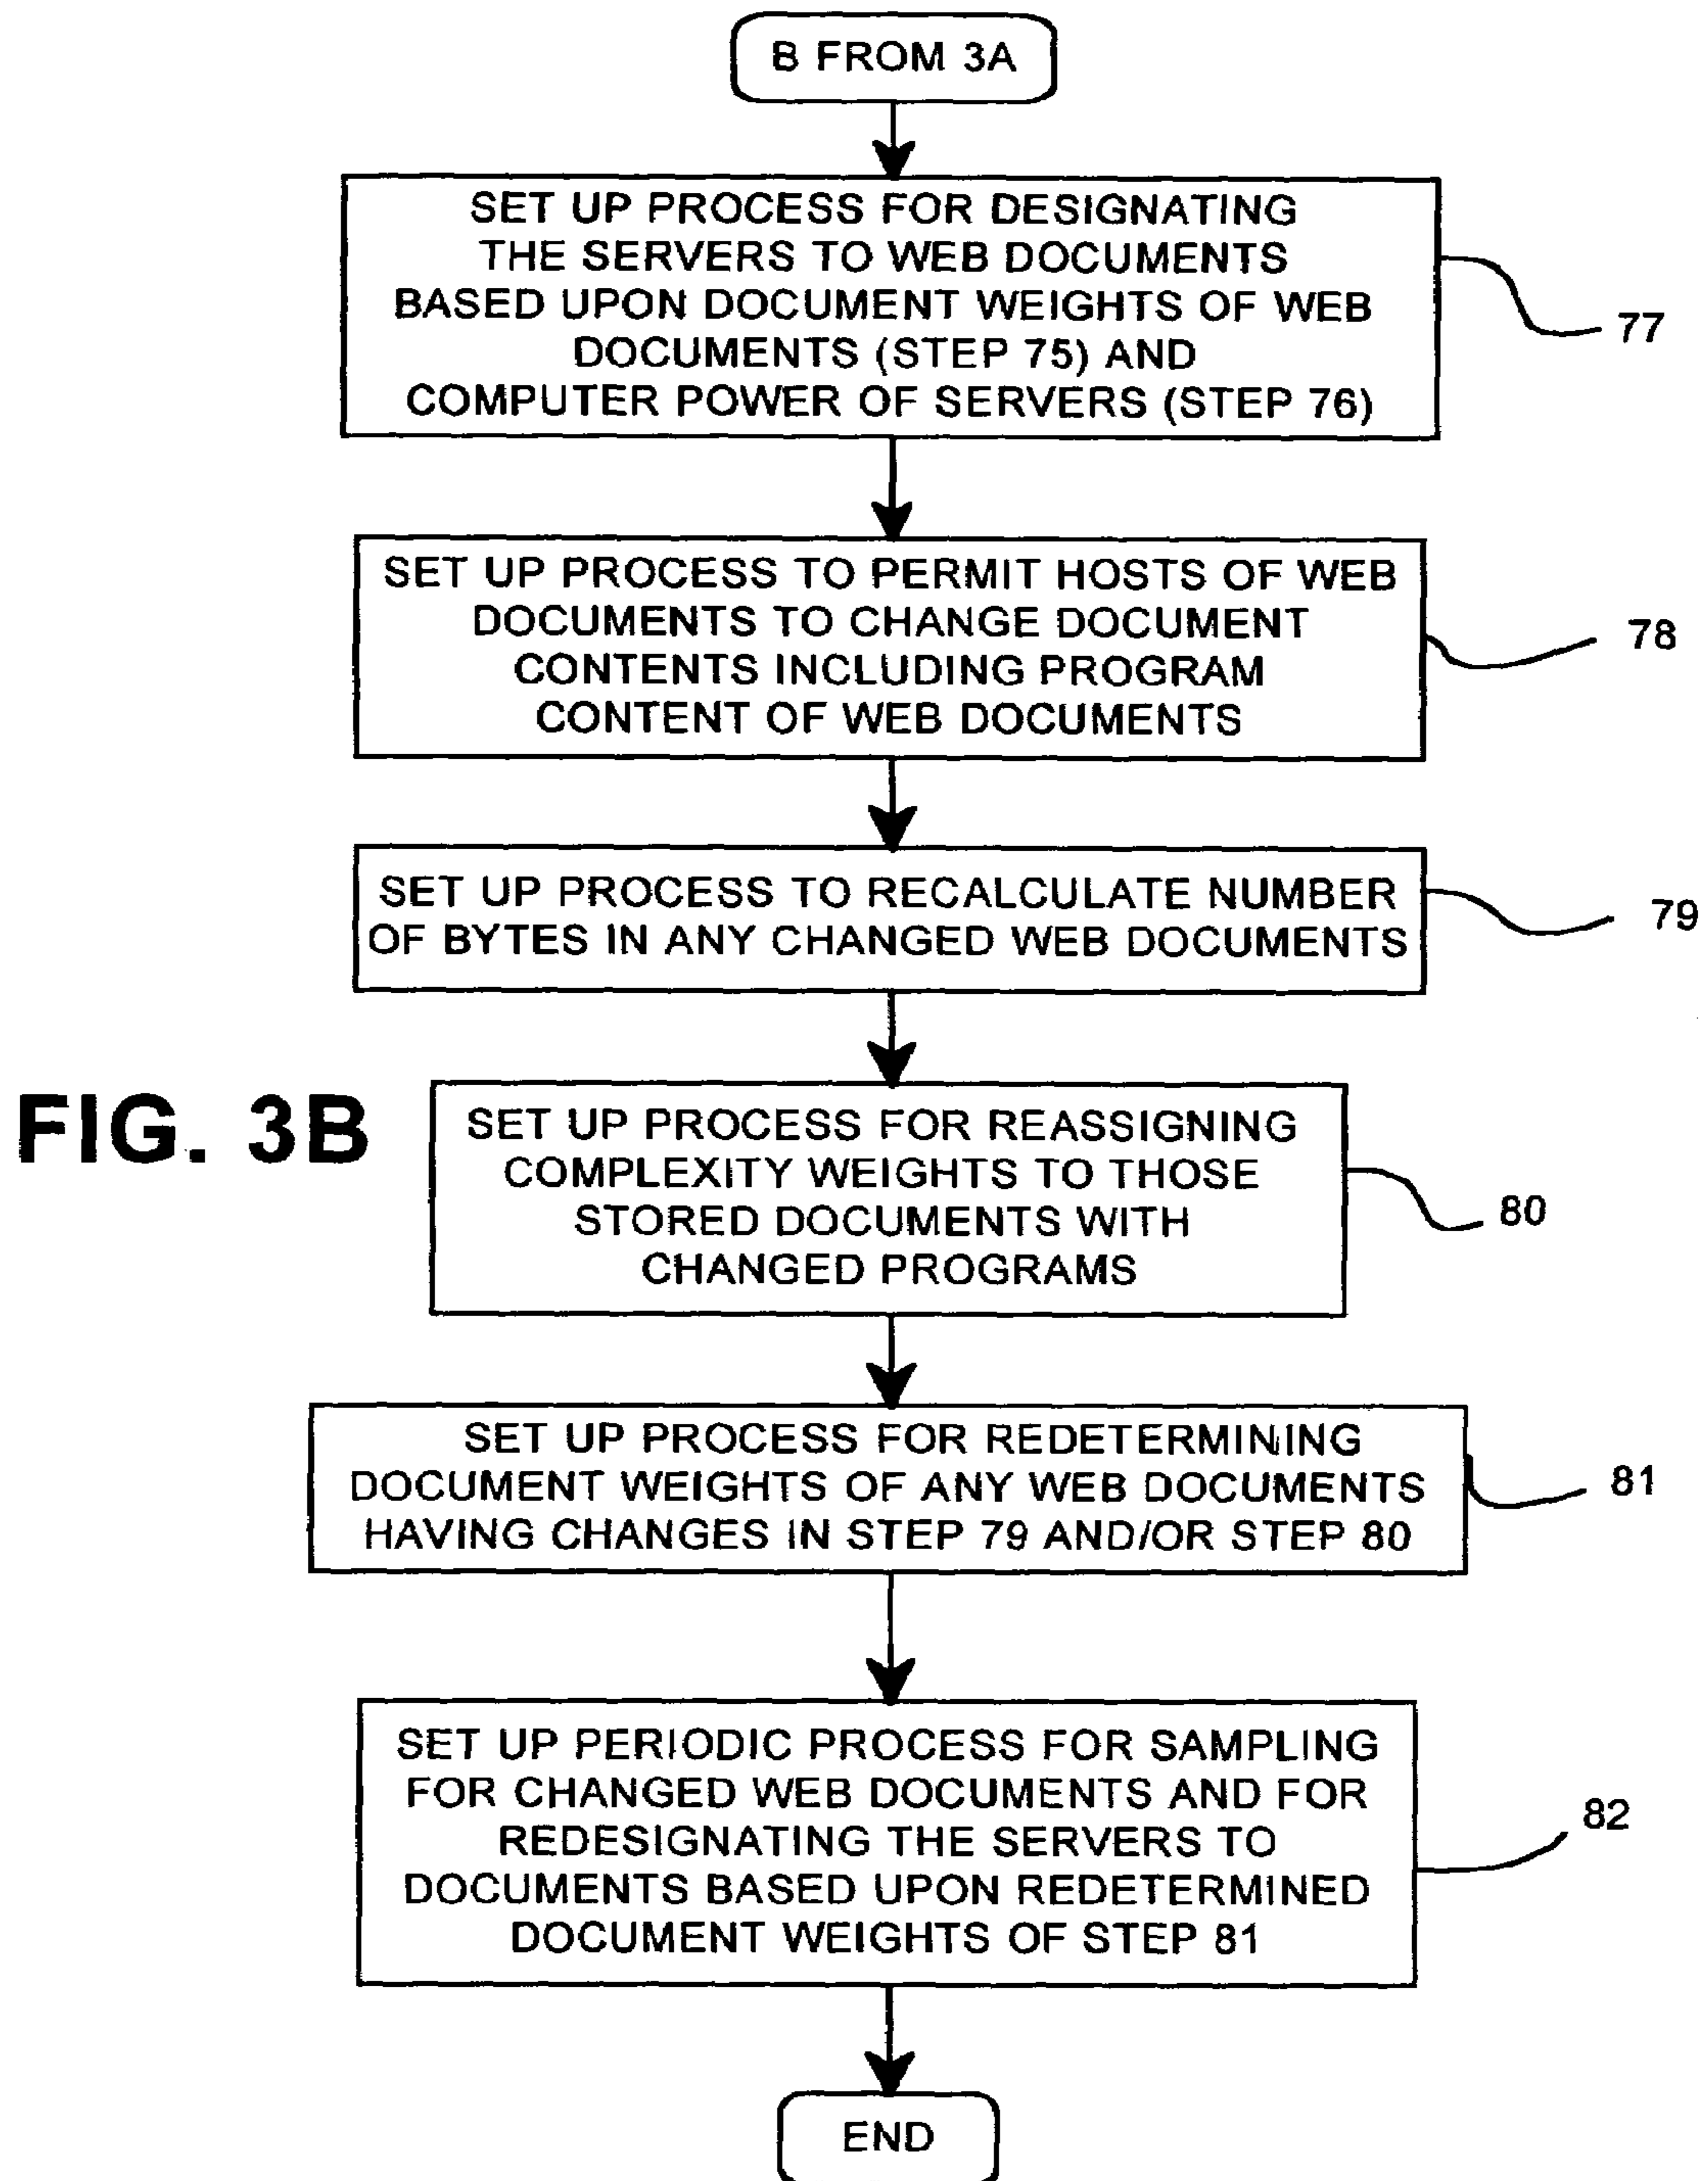 B FROM 3A
SET UP PROCESS FOR DESIGNATING
THE SERVERS TO WEB DOCUMENTS
BASED UPON DOCUMENT WEIGHTS OF WEB
DOCUMENTS (STEP 75) AND
COMPUTER POWER OF SERVERS (STEP 76)
77
SET UP PROCESS TO PERMIT HOSTS OF WEB
DOCUMENTS TO CHANGE DOCUMENT
CONTENTS INCLUDING PROGRAM
CONTENT OF WEB DOCUMENTS
78
SET UP PROCESS TO RECALCULATE NUMBER
OF BYTES IN ANY CHANGED WEB DOCUMENTS
79
FIG. 3B
SET UP PROCESS FOR REASSIGNING
COMPLEXITY WEIGHTS TO THOSE
STORED DOCUMENTS WITH
CHANGED PROGRAMS
80
SET UP PROCESS FOR REDETERMINING
DOCUMENT WEIGHTS OF ANY WEB DOCUMENTS
HAVING CHANGES IN STEP 79 AND/OR STEP 80
81
SET UP PERIODIC PROCESS FOR SAMPLING
FOR CHANGED WEB DOCUMENTS AND FOR
REDESIGNATING THE SERVERS TO
DOCUMENTS BASED UPON REDETERMINED
DOCUMENT WEIGHTS OF STEP 81
82
END